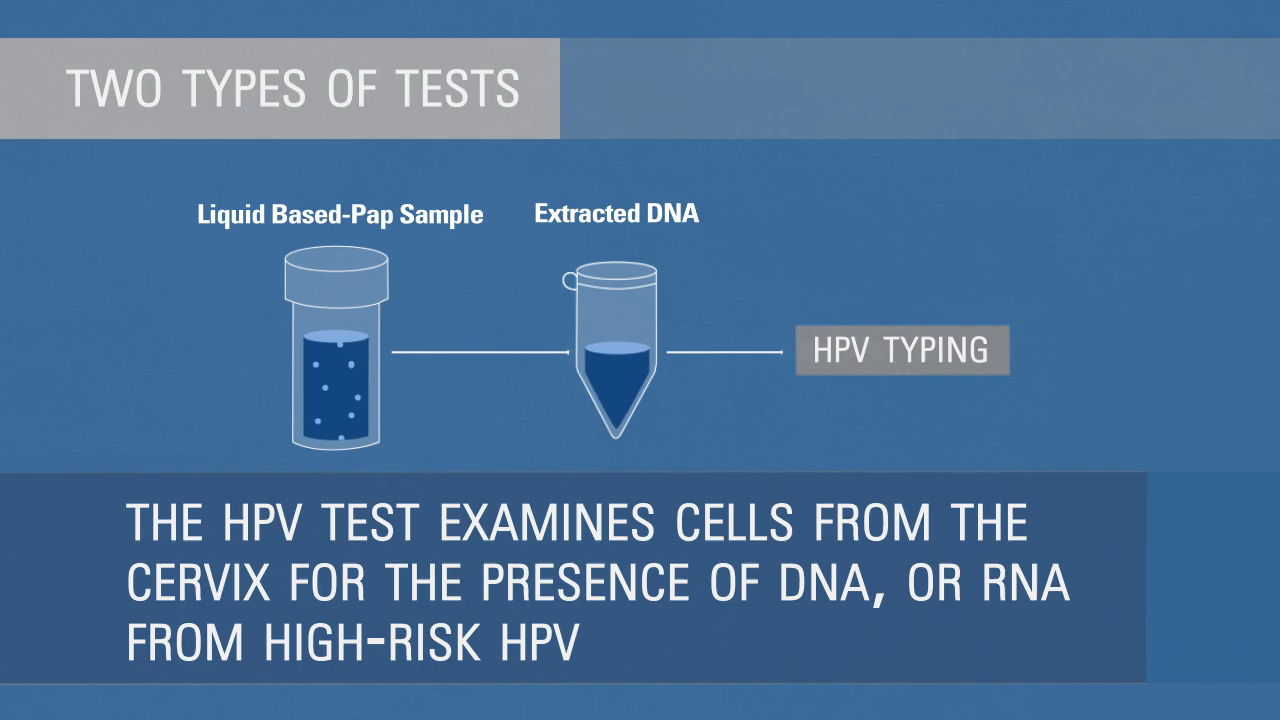 TWO TYPES OF TESTS
Liquid Based-Pap Sample
Extracted DNA
HPV TYPING
THE HPV TEST EXAMINES CELLS FROM THE
CERVIX FOR THE PRESENCE OF DNA, OR RNA
FROM HIGH-RISK HPV